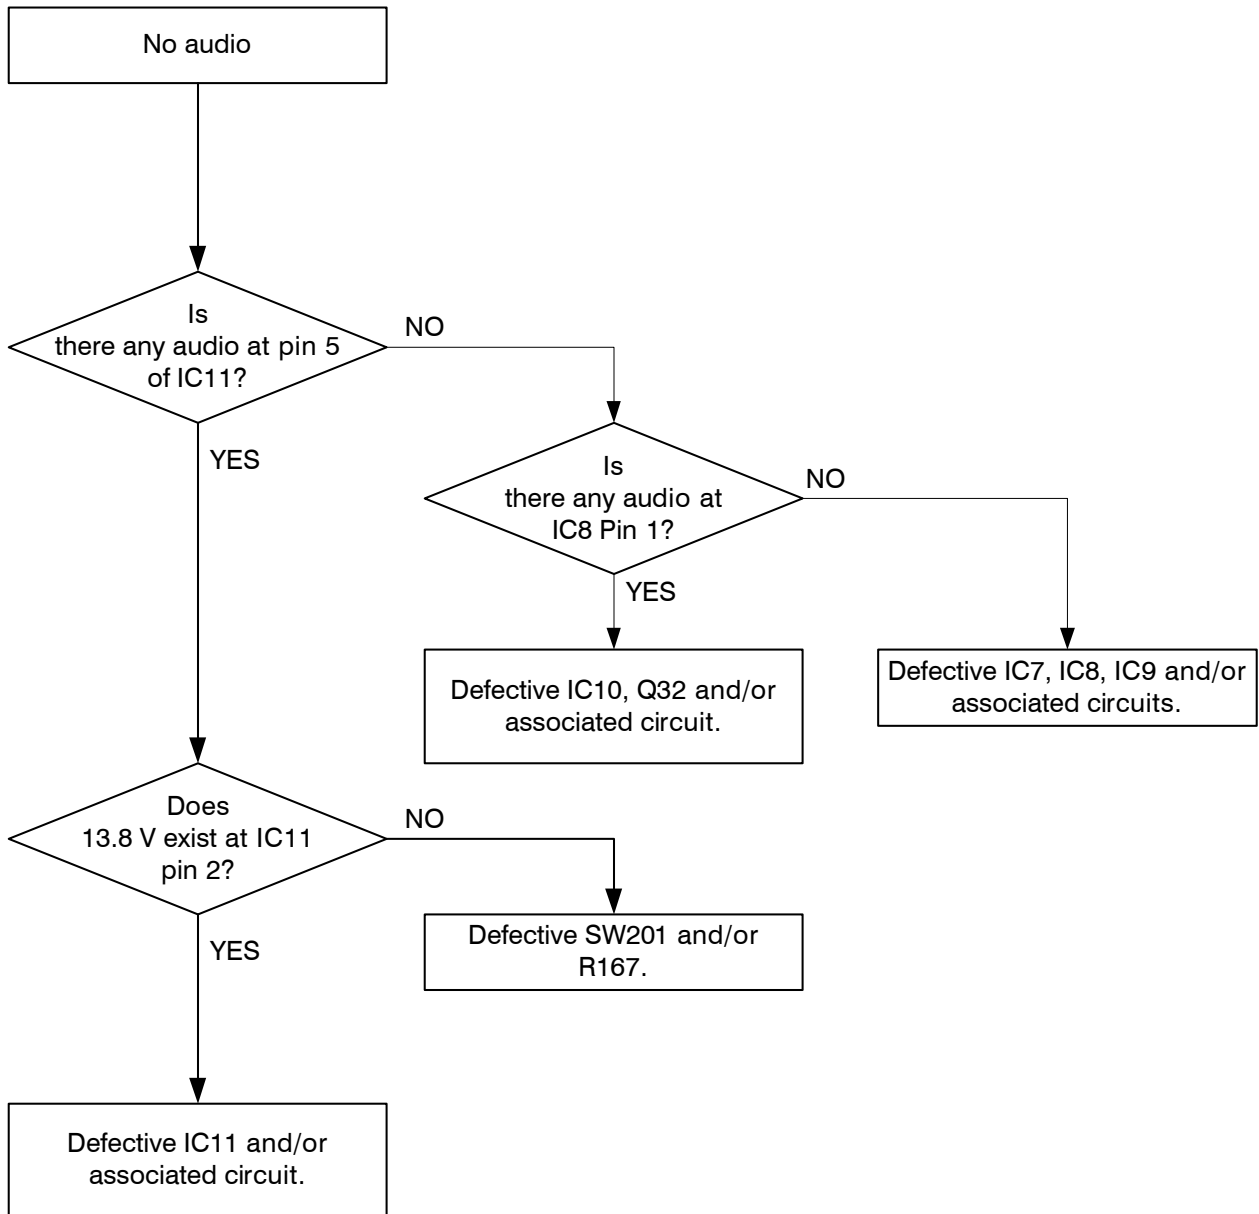 No audio
Is
there any audio at pin 5
of IC11?
NO
YES
Is
there any audio at
IC8 Pin 1?
NO
YES
Defective IC10, Q32 and/or
associated circuit.
Defective IC7, IC8, IC9 and/or
associated circuits.
Does
13.8 V exist at IC11
pin 2?
NO
YES
Defective SW201 and/or
R167.
Defective IC11 and/or
associated circuit.